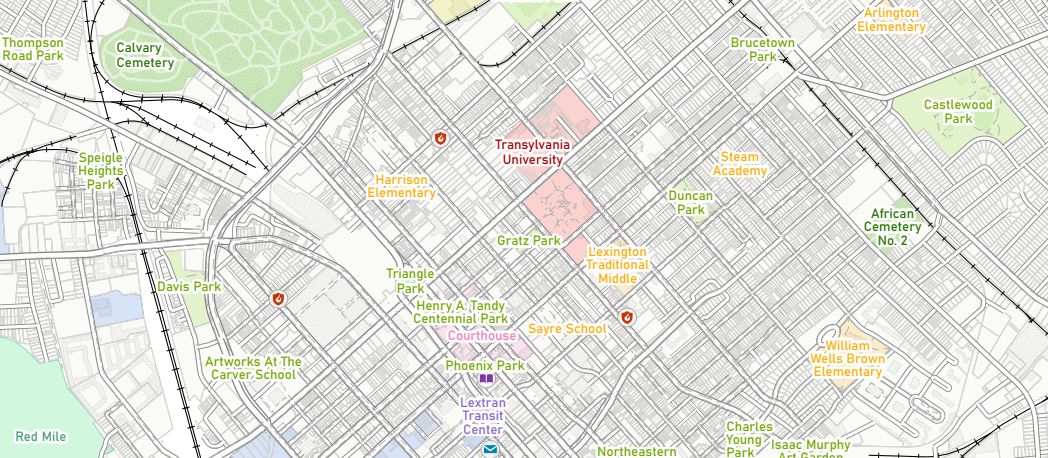 Arlington
Elementary
Thompson
Road Park
Calvary
Cemetery
Brucetown
Park
Castlewood
Park
Transylvania
University
Speigle
Heights
Park
Steam
Academy
Harrison
Elementary
Duncan
Park
African
Cemetery
No. 2
Gratz Park
Lexington
Traditional
Middle
Triangle
Park
Davis Park
Henry A. Tandy
Centennial Park
Courthouse
Sayre School
Phoenix Park
Artworks At The
Carver School
William
Wells Brown
Elementary
Lextran
Transit
Center
Red Mile
Charles
Young
Park
Northeastern
Isaac Murphy
Art Garden